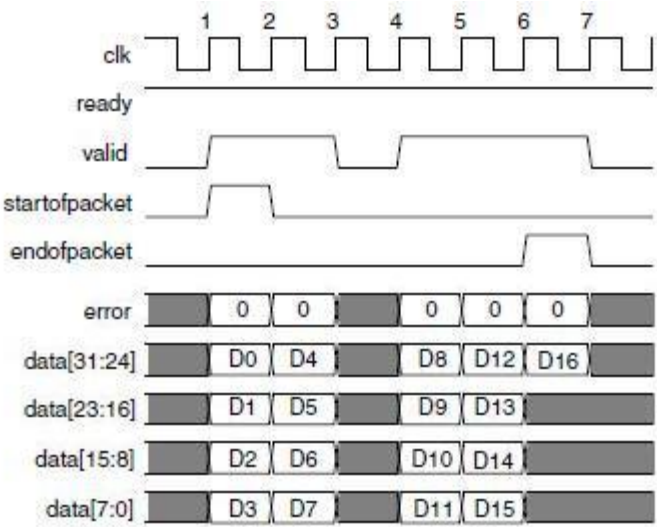 1 2 3 4 5 6 7
clk
ready
valid
startofpacket
endofpacket
error 0 0 0 0 0
data[31:24] D0 D4 D8 D12 D16
data[23:16] D1 D5 D9 D13
data[15:8] D2 D6 D10 D14
data[7:0] D3 D7 D11 D15